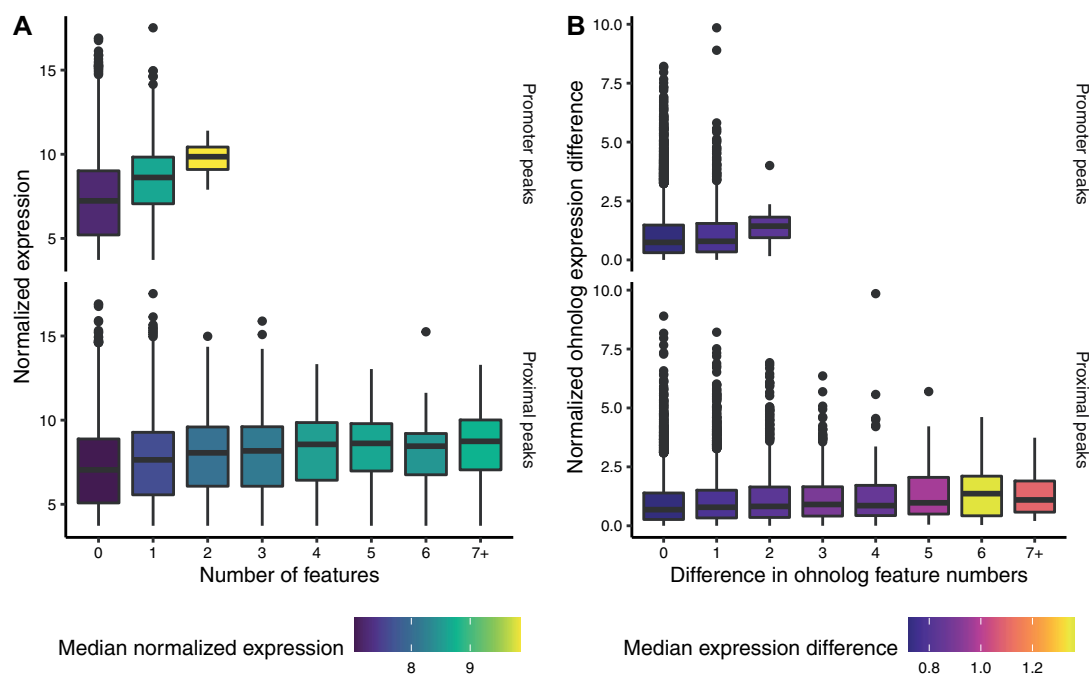 A
Normalized expression
15
10
5
Promoter peaks
15
10
5
Proximal peaks
0 1 2 3 4 5 6 7+
Number of features
Median normalized expression
8 9
B
Normalized ohnolog expression difference
10.0
7.5
5.0
2.5
0.0
Promoter peaks
10.0
7.5
5.0
2.5
0.0
Proximal peaks
0 1 2 3 4 5 6 7+
Difference in ohnolog feature numbers
Median expression difference
0.8 1.0 1.2